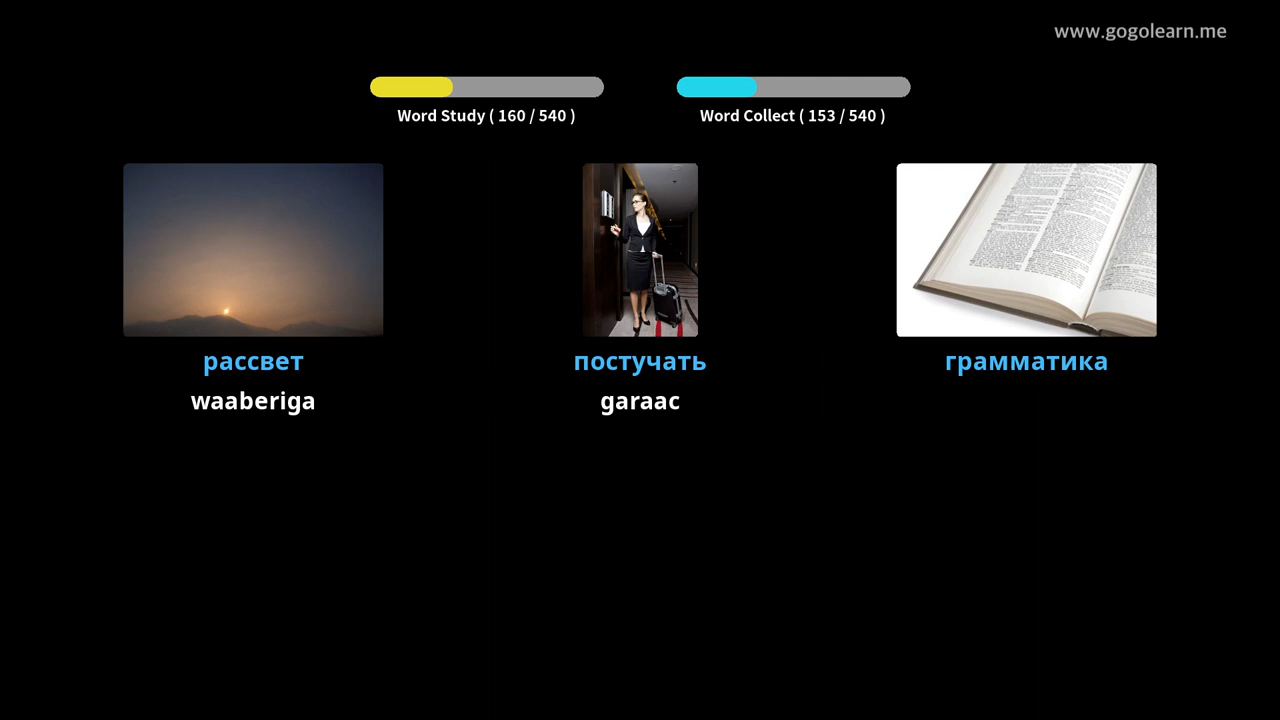 www.gogolearn.me
Word Study ( 160 / 540 )
Word Collect ( 153 / 540 )
рассвет
постучать
грамматика
waaberiga
garaac